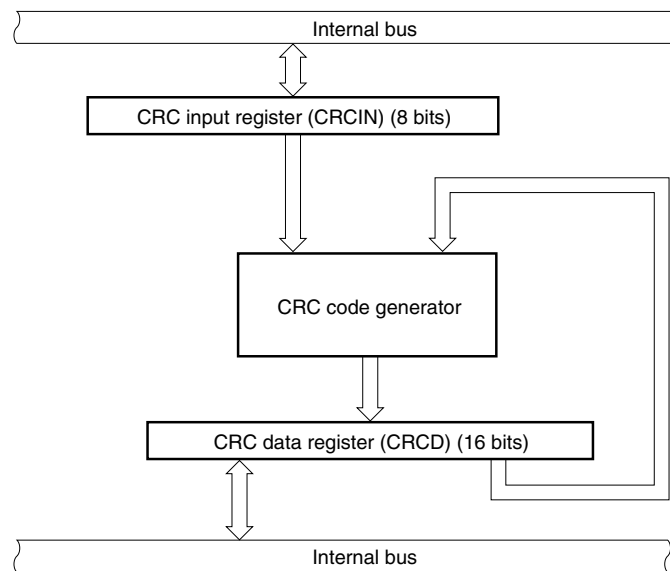 Internal bus
CRC input register (CRCIN) (8 bits)
CRC code generator
CRC data register (CRCD) (16 bits)
Internal bus